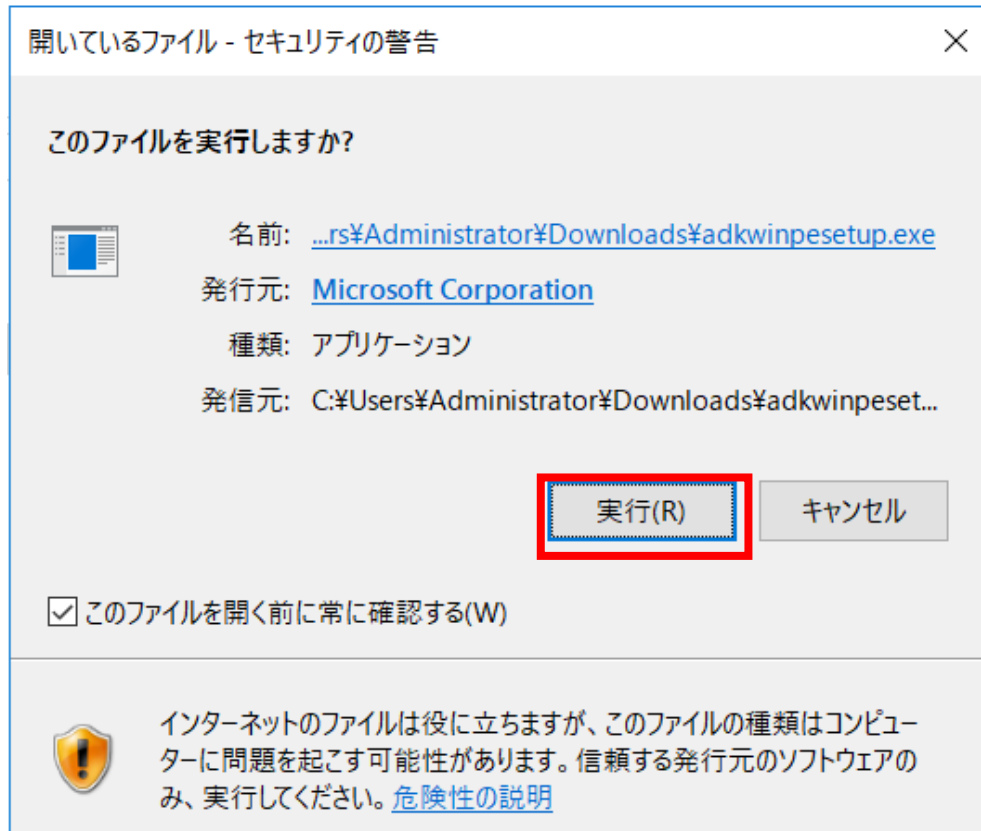 開いているファイル - セキュリティの警告
このファイルを実行しますか?
名前: ...rs¥Administrator¥Downloads¥adkwinpesetup.exe
発行元: Microsoft Corporation
種類: アプリケーション
発信元: C:¥Users¥Administrator¥Downloads¥adkwinpeset...
実行(R) キャンセル
このファイルを開く前に常に確認する(W)
インターネットのファイルは役に立ちますが、このファイルの種類はコンピュー
ターに問題を起こす可能性があります。信頼する発行元のソフトウェアの
み、実行してください。危険性の説明